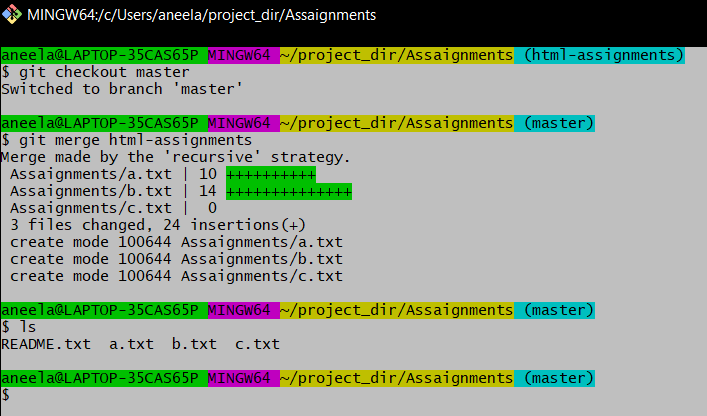 MINGW64:/c/Users/aneela/project_dir/Assaignments
aneela@LAPTOP-35CAS65P MINGW64 ~/project_dir/Assaignments (html-assignments)
$ git checkout master
Switched to branch 'master'
aneela@LAPTOP-35CAS65P MINGW64 ~/project_dir/Assaignments (master)
$ git merge html-assignments
Merge made by the 'recursive' strategy.
 Assaignments/a.txt | 10 ++++++++++
 Assaignments/b.txt | 14 ++++++++++++++
 Assaignments/c.txt |  0
 3 files changed, 24 insertions(+)
 create mode 100644 Assaignments/a.txt
 create mode 100644 Assaignments/b.txt
 create mode 100644 Assaignments/c.txt
aneela@LAPTOP-35CAS65P MINGW64 ~/project_dir/Assaignments (master)
$ ls
README.txt  a.txt  b.txt  c.txt
aneela@LAPTOP-35CAS65P MINGW64 ~/project_dir/Assaignments (master)
$